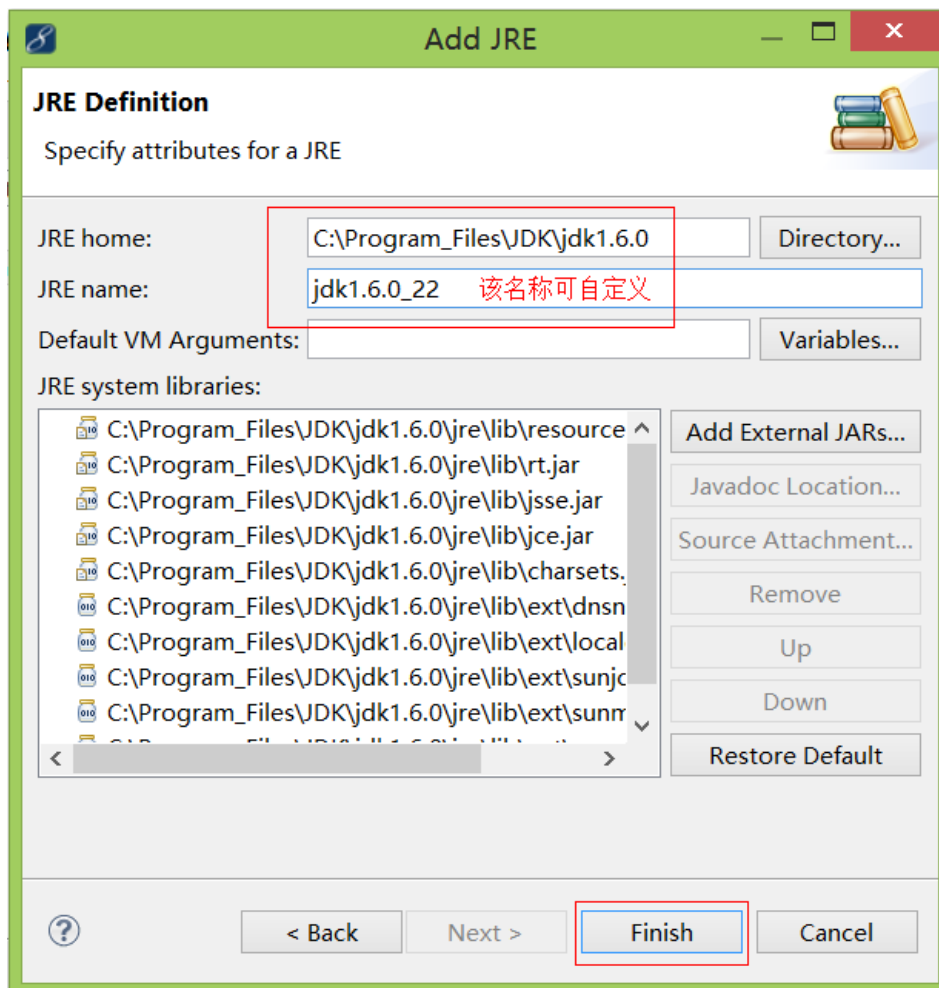 Add JRE
JRE Definition
Specify attributes for a JRE
JRE home: C:\Program_Files\JDK\jdk1.6.0 Directory...
JRE name: jdk1.6.0_22 该名称可自定义
Default VM Arguments: Variables...
JRE system libraries:
C:\Program_Files\JDK\jdk1.6.0\jre\lib\resource
C:\Program_Files\JDK\jdk1.6.0\jre\lib\rt.jar
C:\Program_Files\JDK\jdk1.6.0\jre\lib\jsse.jar
C:\Program_Files\JDK\jdk1.6.0\jre\lib\jce.jar
C:\Program_Files\JDK\jdk1.6.0\jre\lib\charsets.
C:\Program_Files\JDK\jdk1.6.0\jre\lib\ext\dnsn
C:\Program_Files\JDK\jdk1.6.0\jre\lib\ext\local
C:\Program_Files\JDK\jdk1.6.0\jre\lib\ext\sunjc
C:\Program_Files\JDK\jdk1.6.0\jre\lib\ext\sunm
Add External JARs...
Javadoc Location...
Source Attachment...
Remove
Up
Down
Restore Default
< Back Next > Finish Cancel